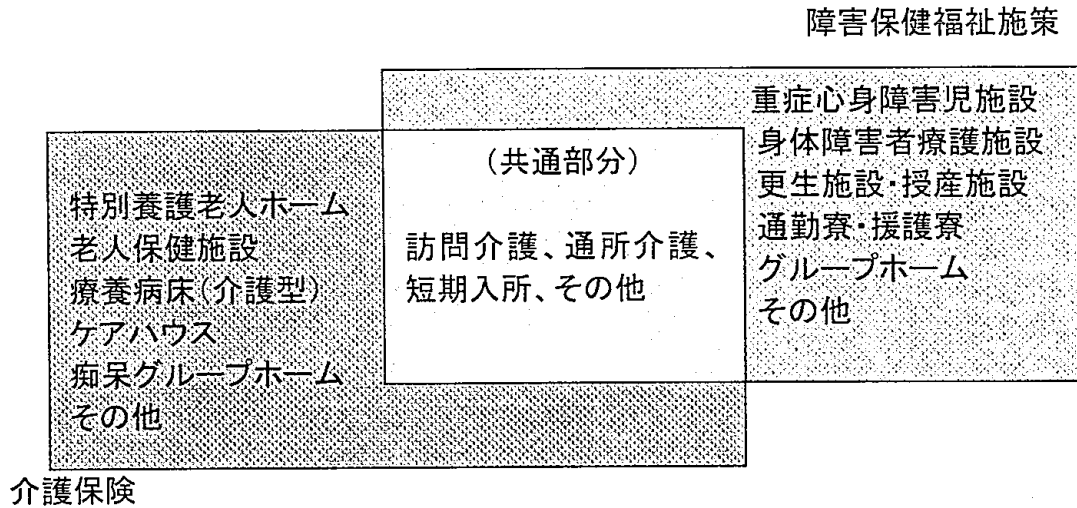 障害保健福祉施策
重症心身障害児施設
身体障害者療護施設
更生施設・授産施設
通勤寮・援護寮
グループホーム
その他
（共通部分）
訪問介護、通所介護、
短期入所、その他
特別養護老人ホーム
老人保健施設
療養病床（介護型）
ケアハウス
痴呆グループホーム
その他
介護保険